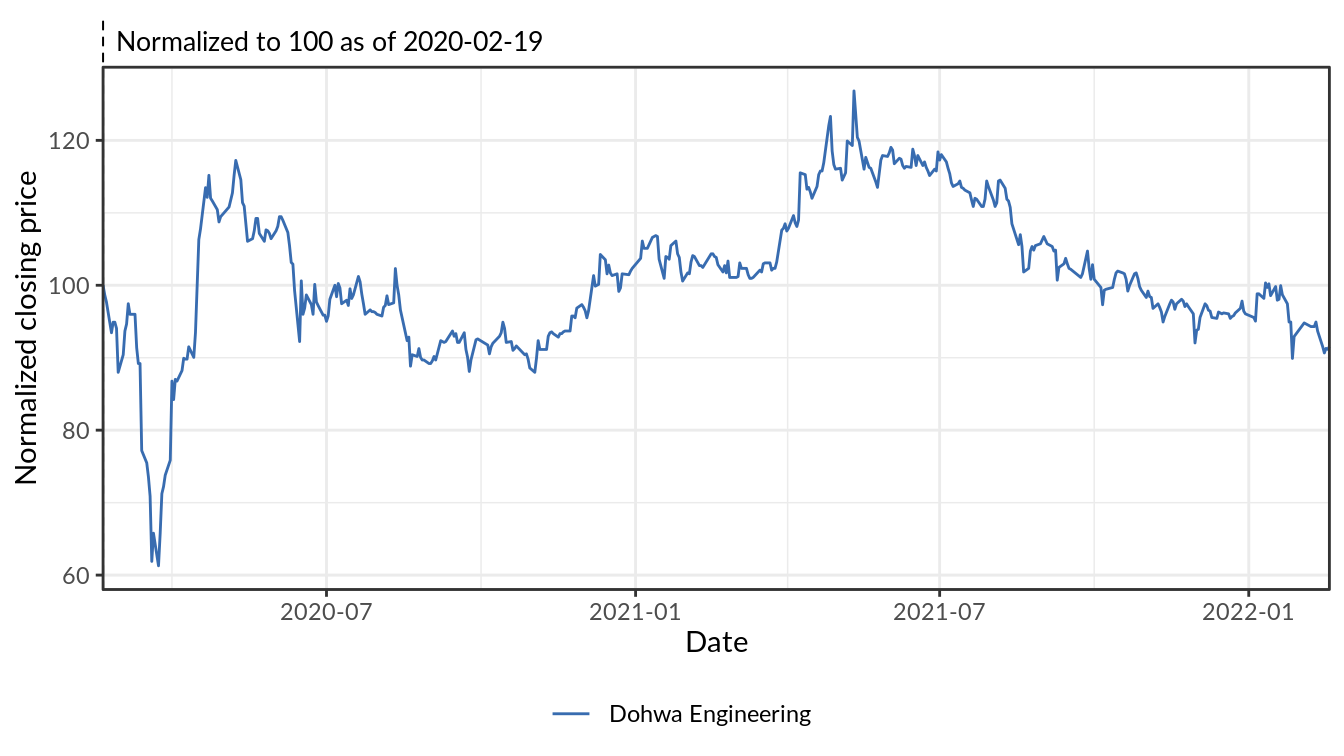 Normalized to 100 as of 2020-02-19
120
100
80
60
Normalized closing price
2020-07
2021-01
2021-07
2022-01
Date
Dohwa Engineering